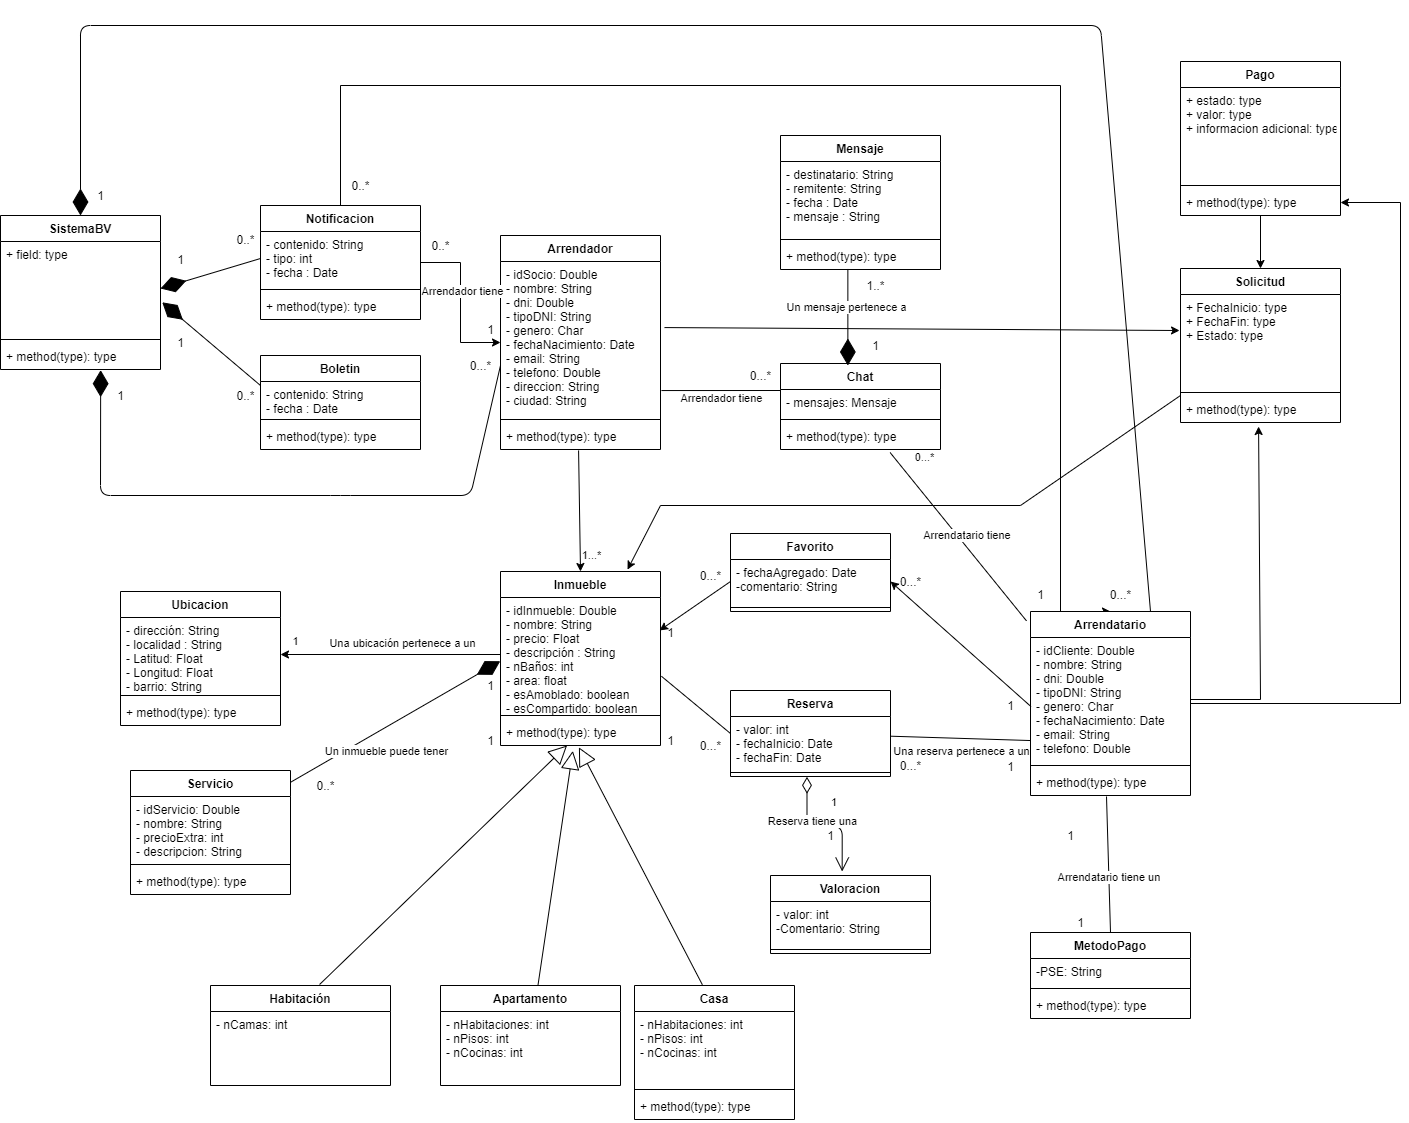 Pago
+ estado: type
+ valor: type
+ informacion adicional: type
+ method(type): type
Mensaje
- destinatario: String
- remitente: String
- fecha : Date
- mensaje : String
+ method(type): type
1..*
Un mensaje pertenece a
1
0..*
1
SistemaBV
+ field: type
+ method(type): type
1
0..*
1
0..*
1
Notificacion
- contenido: String
- tipo: int
- fecha : Date
+ method(type): type
0..*
Arrendador tiene
1
0...*
Boletin
- contenido: String
- fecha : Date
+ method(type): type
Arrendador
- idSocio: Double
- nombre: String
- dni: Double
- tipoDNI: String
- genero: Char
- fechaNacimiento: Date
- email: String
- telefono: Double
- direccion: String
- ciudad: String
+ method(type): type
0...*
Arrendador tiene
Chat
- mensajes: Mensaje
+ method(type): type
0...*
Solicitud
+ FechaInicio: type
+ FechaFin: type
+ Estado: type
+ method(type): type
Arrendatario tiene
1...*
Favorito
- fechaAgregado: Date
-comentario: String
0...*
0...*
1
1
0...*
Ubicacion
- dirección: String
- localidad : String
- Latitud: Float
- Longitud: Float
- barrio: String
+ method(type): type
1
Una ubicación pertenece a un
1
Inmueble
- idInmueble: Double
- nombre: String
- precio: Float
- descripción : String
- nBaños: int
- area: float
- esAmoblado: boolean
- esCompartido: boolean
+ method(type): type
1
1
0...*
Arrendatario
- idCliente: Double
- nombre: String
- dni: Double
- tipoDNI: String
- genero: Char
- fechaNacimiento: Date
- email: String
- telefono: Double
+ method(type): type
1
Reserva
- valor: int
- fechaInicio: Date
- fechaFin: Date
Una reserva pertenece a un
0...*
1
Un inmueble puede tener
0..*
Servicio
- idServicio: Double
- nombre: String
- precioExtra: int
- descripcion: String
+ method(type): type
1
Reserva tiene una
1
Valoracion
- valor: int
-Comentario: String
1
Arrendatario tiene un
1
MetodoPago
-PSE: String
+ method(type): type
Habitación
- nCamas: int
Apartamento
- nHabitaciones: int
- nPisos: int
- nCocinas: int
Casa
- nHabitaciones: int
- nPisos: int
- nCocinas: int
+ method(type): type